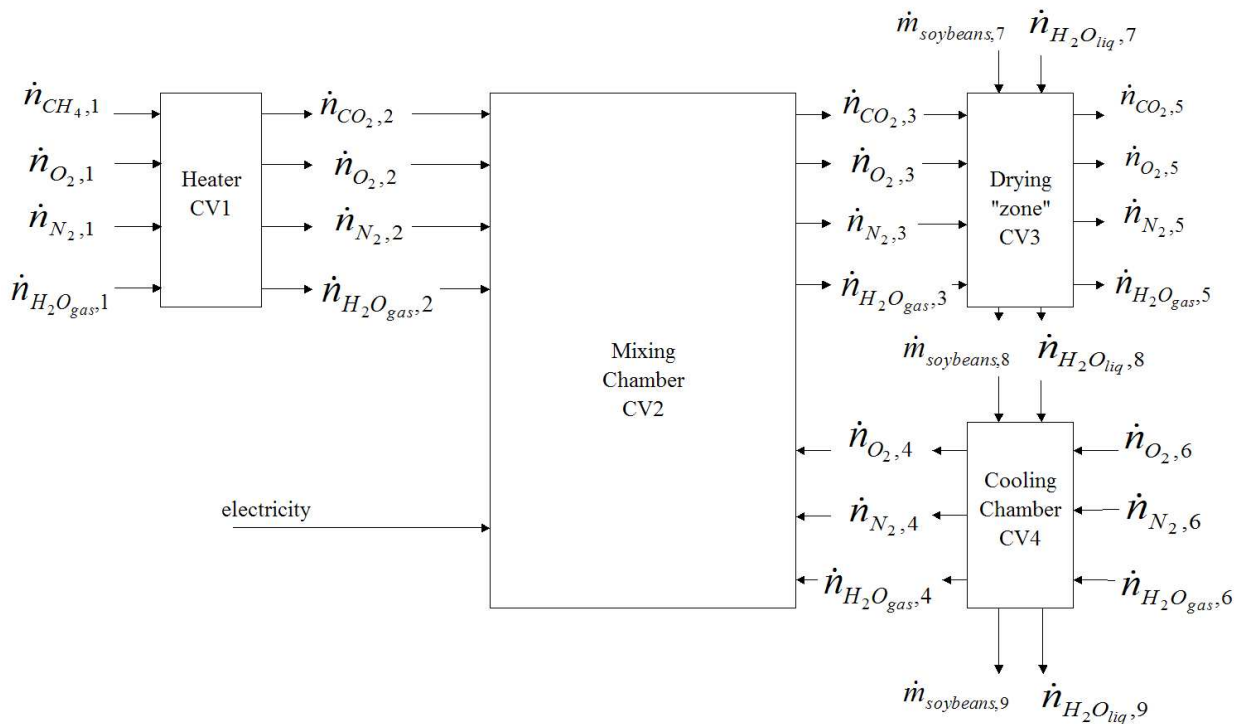 ṁ_soybeans,7 ṅ_H₂O_liq,7
ṅ_CH₄,1 ṅ_CO₂,2 ṅ_CO₂,3 ṅ_CO₂,5
ṅ_O₂,1 ṅ_O₂,2 ṅ_O₂,3 ṅ_O₂,5
Heater
CV1
Drying
"zone"
CV3
ṅ_N₂,1 ṅ_N₂,2 ṅ_N₂,3 ṅ_N₂,5
ṅ_H₂O_gas,1 ṅ_H₂O_gas,2 ṅ_H₂O_gas,3 ṅ_H₂O_gas,5
Mixing
Chamber
CV2
ṁ_soybeans,8 ṅ_H₂O_liq,8
ṅ_O₂,4 ṅ_O₂,6
Cooling
Chamber
CV4
electricity
ṅ_N₂,4 ṅ_N₂,6
ṅ_H₂O_gas,4 ṅ_H₂O_gas,6
ṁ_soybeans,9 ṅ_H₂O_liq,9